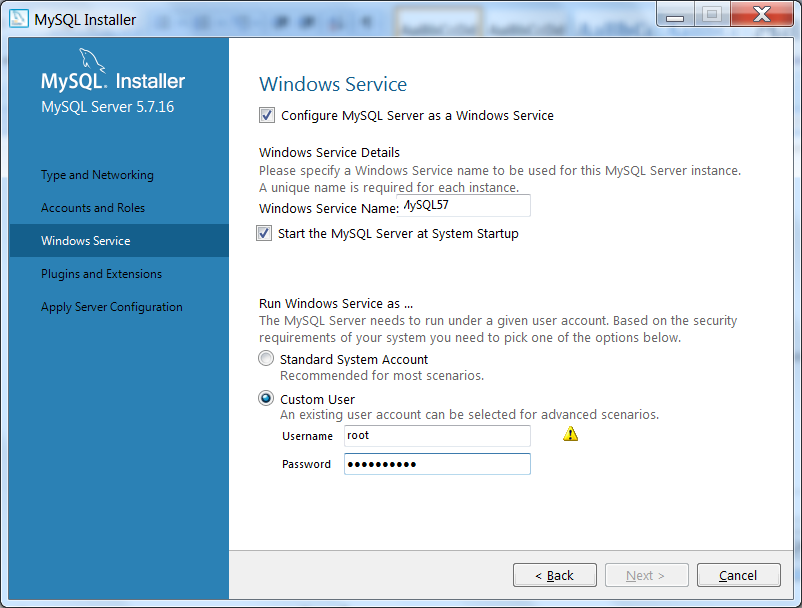 MySQL Installer
MySQL. Installer
MySQL Server 5.7.16
Type and Networking
Accounts and Roles
Windows Service
Plugins and Extensions
Apply Server Configuration
Windows Service
Configure MySQL Server as a Windows Service
Windows Service Details
Please specify a Windows Service name to be used for this MySQL Server instance.
A unique name is required for each instance.
Windows Service Name: MySQL57
Start the MySQL Server at System Startup
Run Windows Service as ...
The MySQL Server needs to run under a given user account. Based on the security
requirements of your system you need to pick one of the options below.
Standard System Account
Recommended for most scenarios.
Custom User
An existing user account can be selected for advanced scenarios.
Username root
Password ••••••••••
< Back Next > Cancel